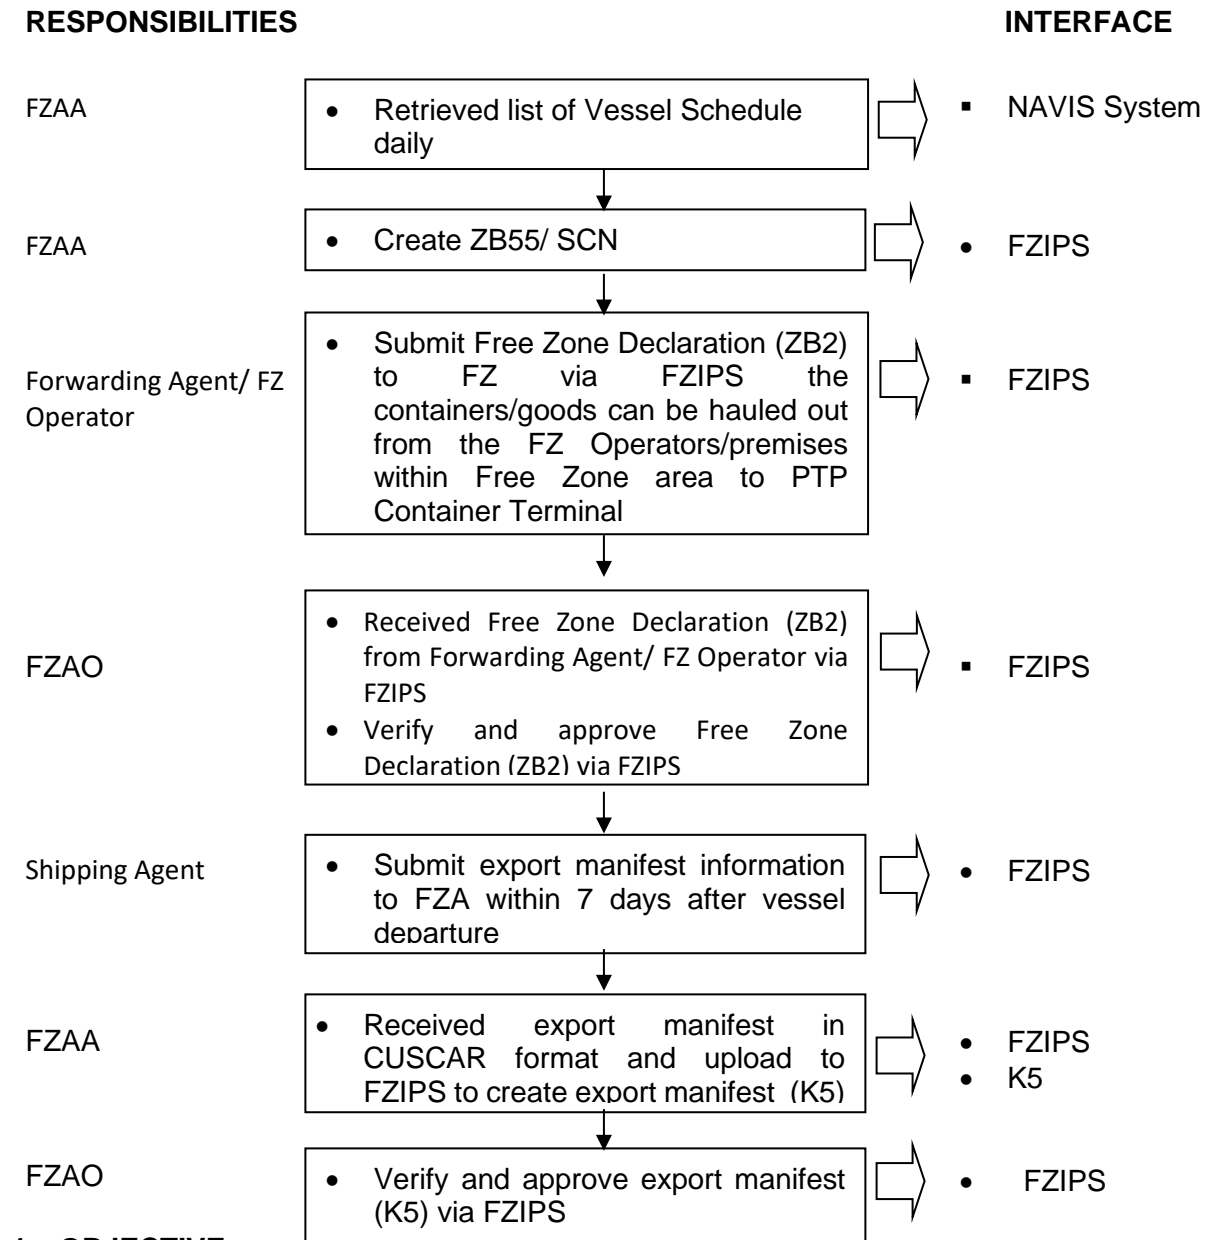 RESPONSIBILITIES INTERFACE
FZAA
• Retrieved list of Vessel Schedule
daily
▪ NAVIS System
FZAA
• Create ZB55/ SCN
• FZIPS
Forwarding Agent/ FZ
Operator
• Submit Free Zone Declaration (ZB2)
to FZ via FZIPS the
containers/goods can be hauled out
from the FZ Operators/premises
within Free Zone area to PTP
Container Terminal
▪ FZIPS
FZAO
• Received Free Zone Declaration (ZB2)
from Forwarding Agent/ FZ Operator via
FZIPS
• Verify and approve Free Zone
Declaration (ZB2) via FZIPS
▪ FZIPS
Shipping Agent
• Submit export manifest information
to FZA within 7 days after vessel
departure
• FZIPS
FZAA
• Received export manifest in
CUSCAR format and upload to
FZIPS to create export manifest (K5)
• FZIPS
• K5
FZAO
• Verify and approve export manifest
(K5) via FZIPS
• FZIPS
OBJECTIVE